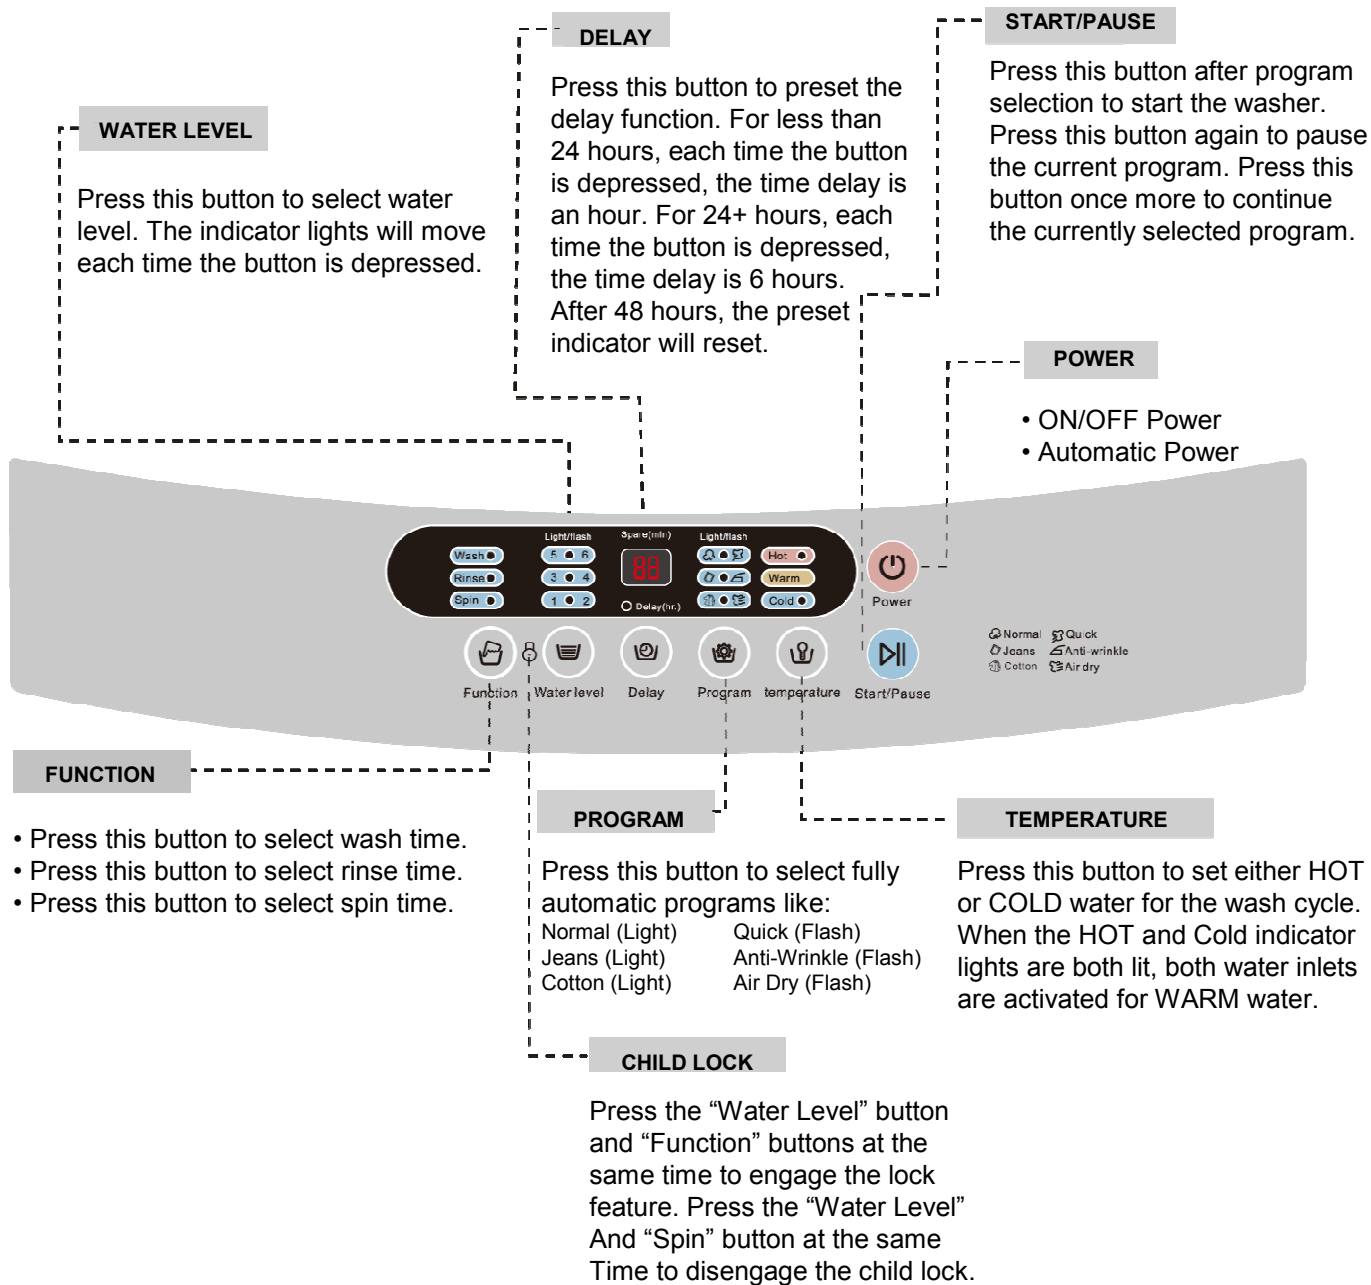 DELAY
Press this button to preset the
delay function. For less than
24 hours, each time the button
is depressed, the time delay is
an hour. For 24+ hours, each
time the button is depressed,
the time delay is 6 hours.
After 48 hours, the preset
indicator will reset.
START/PAUSE
Press this button after program
selection to start the washer.
Press this button again to pause
the current program. Press this
button once more to continue
the currently selected program.
WATER LEVEL
Press this button to select water
level. The indicator lights will move
each time the button is depressed.
POWER
• ON/OFF Power
• Automatic Power
Light/flash Spare(min) Light/flash
Wash 5 6 88 Hot
Rinse 3 4 Warm
Spin 1 2 Delay(hr.) Cold
Power
Function Water level Delay Program temperature Start/Pause
Normal Quick
Jeans Anti-wrinkle
Cotton Air dry
FUNCTION
• Press this button to select wash time.
• Press this button to select rinse time.
• Press this button to select spin time.
PROGRAM
Press this button to select fully
automatic programs like:
Normal (Light) Quick (Flash)
Jeans (Light) Anti-Wrinkle (Flash)
Cotton (Light) Air Dry (Flash)
TEMPERATURE
Press this button to set either HOT
or COLD water for the wash cycle.
When the HOT and Cold indicator
lights are both lit, both water inlets
are activated for WARM water.
CHILD LOCK
Press the “Water Level” button
and “Function” buttons at the
same time to engage the lock
feature. Press the “Water Level”
And “Spin” button at the same
Time to disengage the child lock.